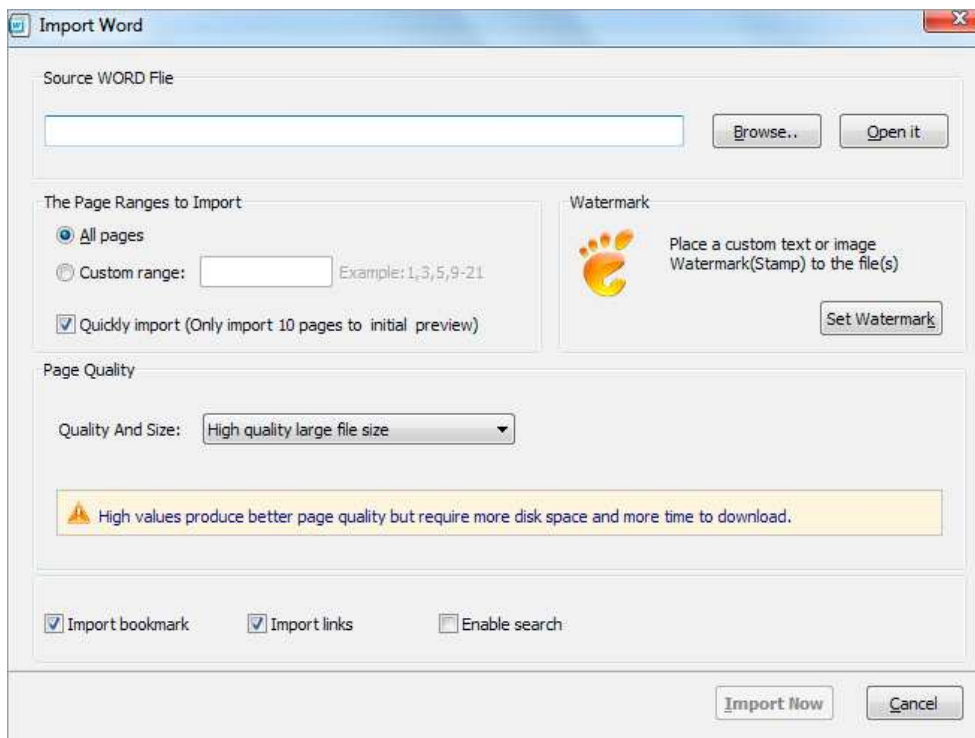 Import Word
Source WORD Flie
Browse..
Open it
The Page Ranges to Import
All pages
Custom range:
Example:1,3,5,9-21
Quickly import (Only import 10 pages to initial preview)
Watermark
Place a custom text or image
Watermark(Stamp) to the file(s)
Set Watermark
Page Quality
Quality And Size:
High quality large file size
High values produce better page quality but require more disk space and more time to download.
Import bookmark
Import links
Enable search
Import Now
Cancel